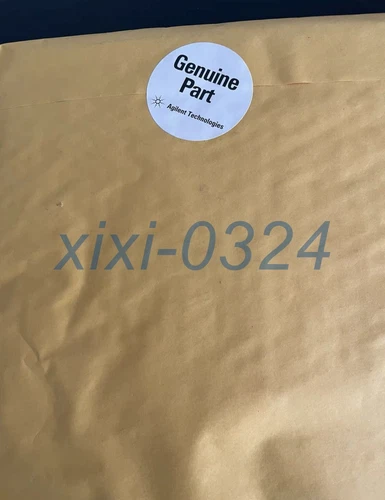 Genuine
Part
Agilent Technologies
xixi-0324